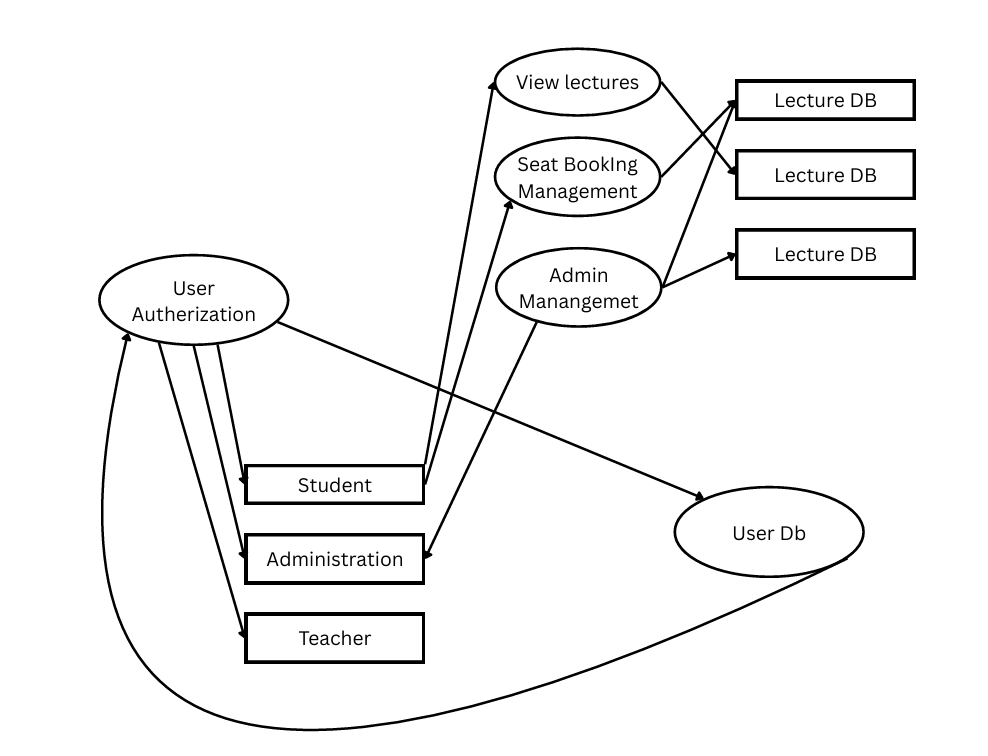 View lectures
Lecture DB
Seat BookIng
Management
Lecture DB
Admin
Manangemet
Lecture DB
User
Autherization
Student
Administration
Teacher
User Db